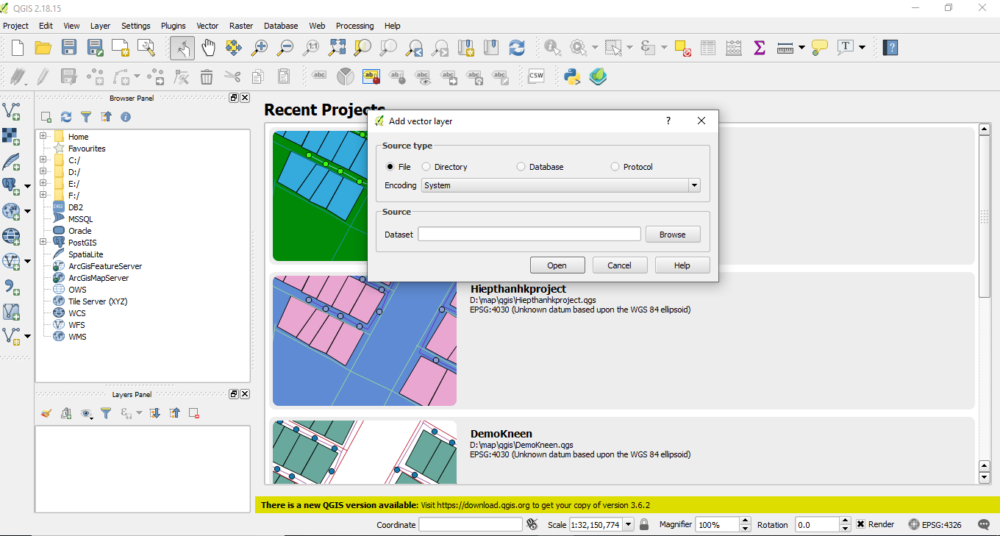 QGIS 2.18.15
Project Edit View Layer Settings Plugins Vector Raster Database Web Processing Help
1:1
Σ
T
?
abc
ab
ab
abc
abc
abc
abc
CSW
Browser Panel
Home
Favourites
C:/
D:/
E:/
F:/
DB2 DB2
MSSQL
Oracle
PostGIS
SpatiaLite
ArcGisFeatureServer
ArcGisMapServer
OWS
Tile Server (XYZ)
WCS
WFS
WMS
Layers Panel
Recent Projects
Add vector layer ?
Source type
File Directory Database Protocol
Encoding System
Source
Dataset Browse
Open Cancel Help
Hiepthanhkproject
D:\map\qgis\Hiepthanhkproject.qgs
EPSG:4030 (Unknown datum based upon the WGS 84 ellipsoid)
DemoKneen
D:\map\qgis\DemoKneen.qgs
EPSG:4030 (Unknown datum based upon the WGS 84 ellipsoid)
There is a new QGIS version available: Visit https://download.qgis.org to get your copy of version 3.6.2
Coordinate Scale 1:32,150,774 Magnifier 100% Rotation 0.0 Render EPSG:4326